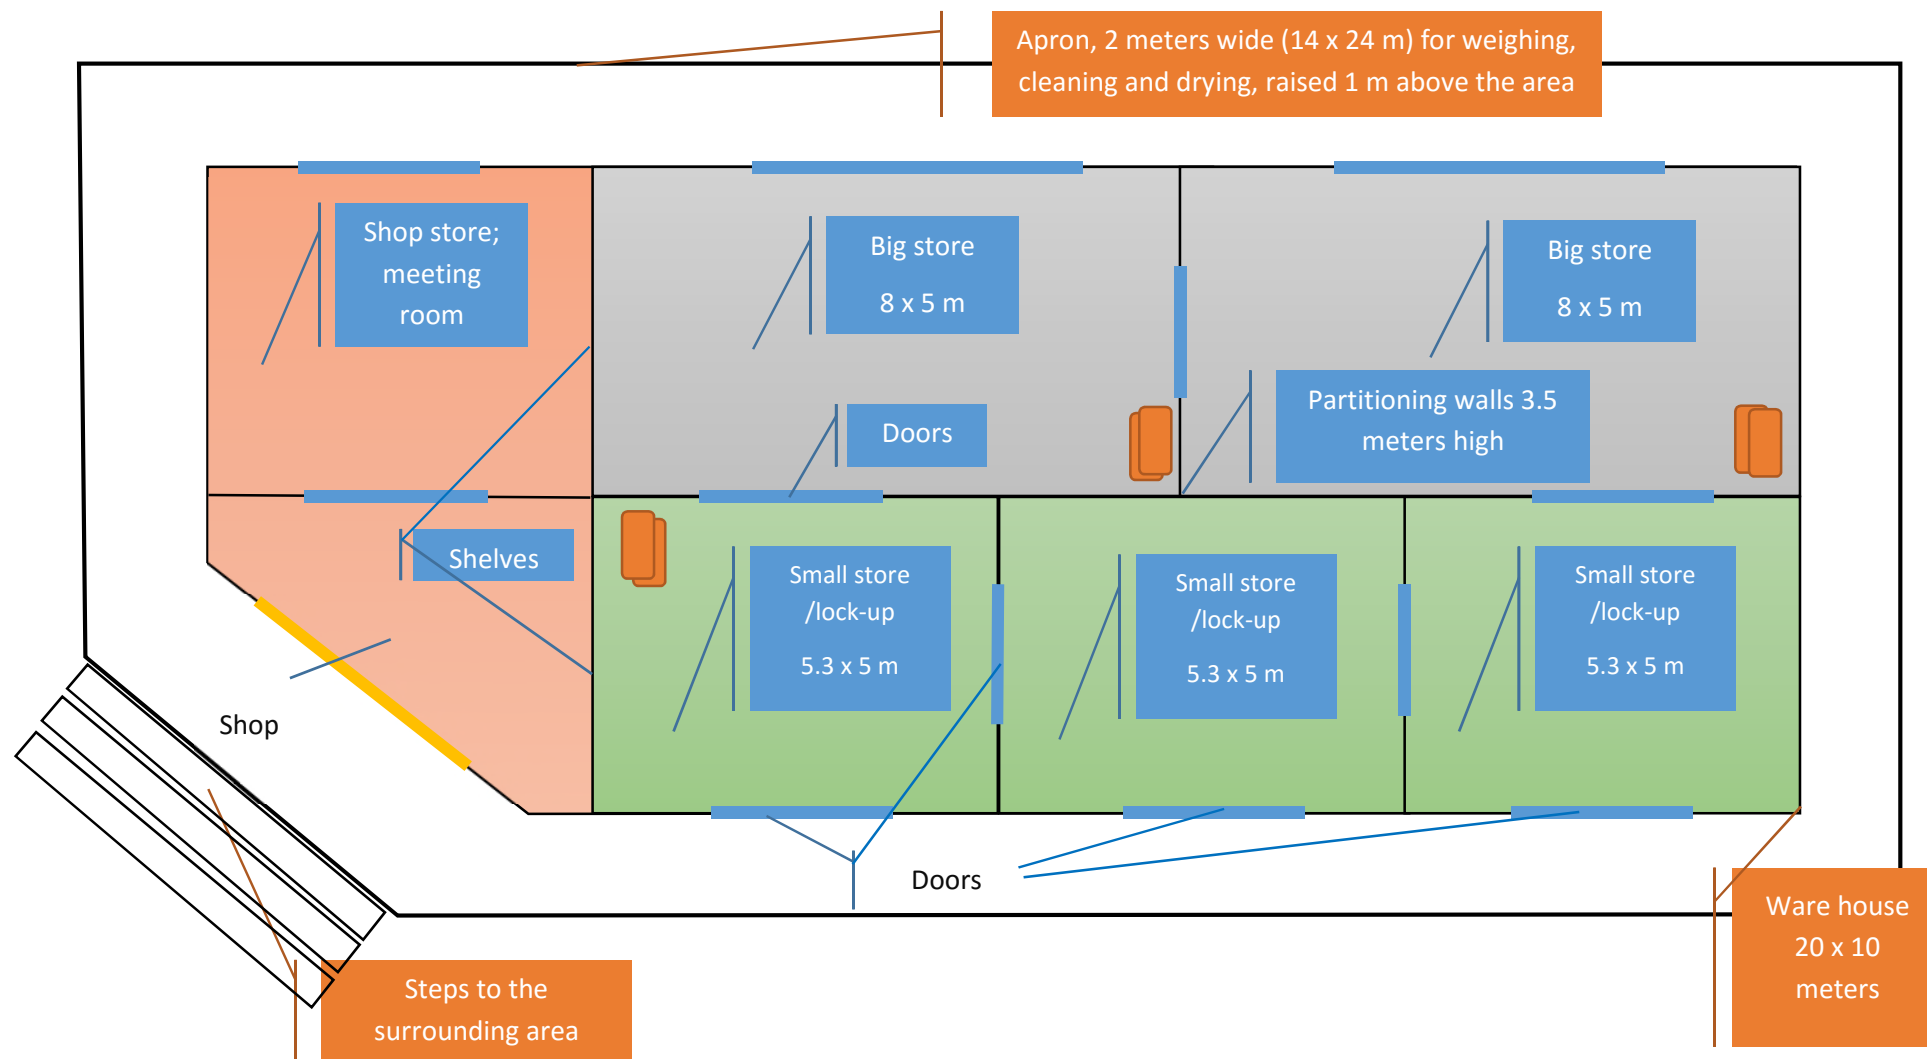 Apron, 2 meters wide (14 x 24 m) for weighing,
cleaning and drying, raised 1 m above the area
Shop store;
meeting
room
Big store
8 x 5 m
Big store
8 x 5 m
Doors
Partitioning walls 3.5
meters high
Shelves
Small store
/lock-up
5.3 x 5 m
Small store
/lock-up
5.3 x 5 m
Small store
/lock-up
5.3 x 5 m
Shop
Doors
Ware house
20 x 10
meters
Steps to the
surrounding area